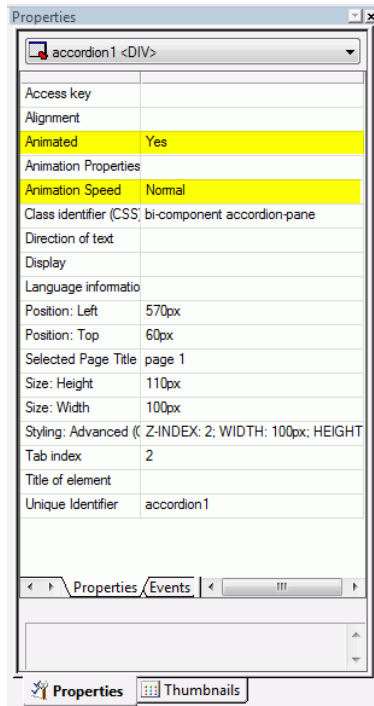 Properties
accordion1 <DIV>
Access key
Alignment
Animated Yes
Animation Properties
Animation Speed Normal
Class identifier (CSS) bi-component accordion-pane
Direction of text
Display
Language informatio
Position: Left 570px
Position: Top 60px
Selected Page Title page 1
Size: Height 110px
Size: Width 100px
Styling: Advanced (C Z-INDEX: 2; WIDTH: 100px; HEIGHT
Tab index 2
Title of element
Unique Identifier accordion1
Properties Events
Properties Thumbnails